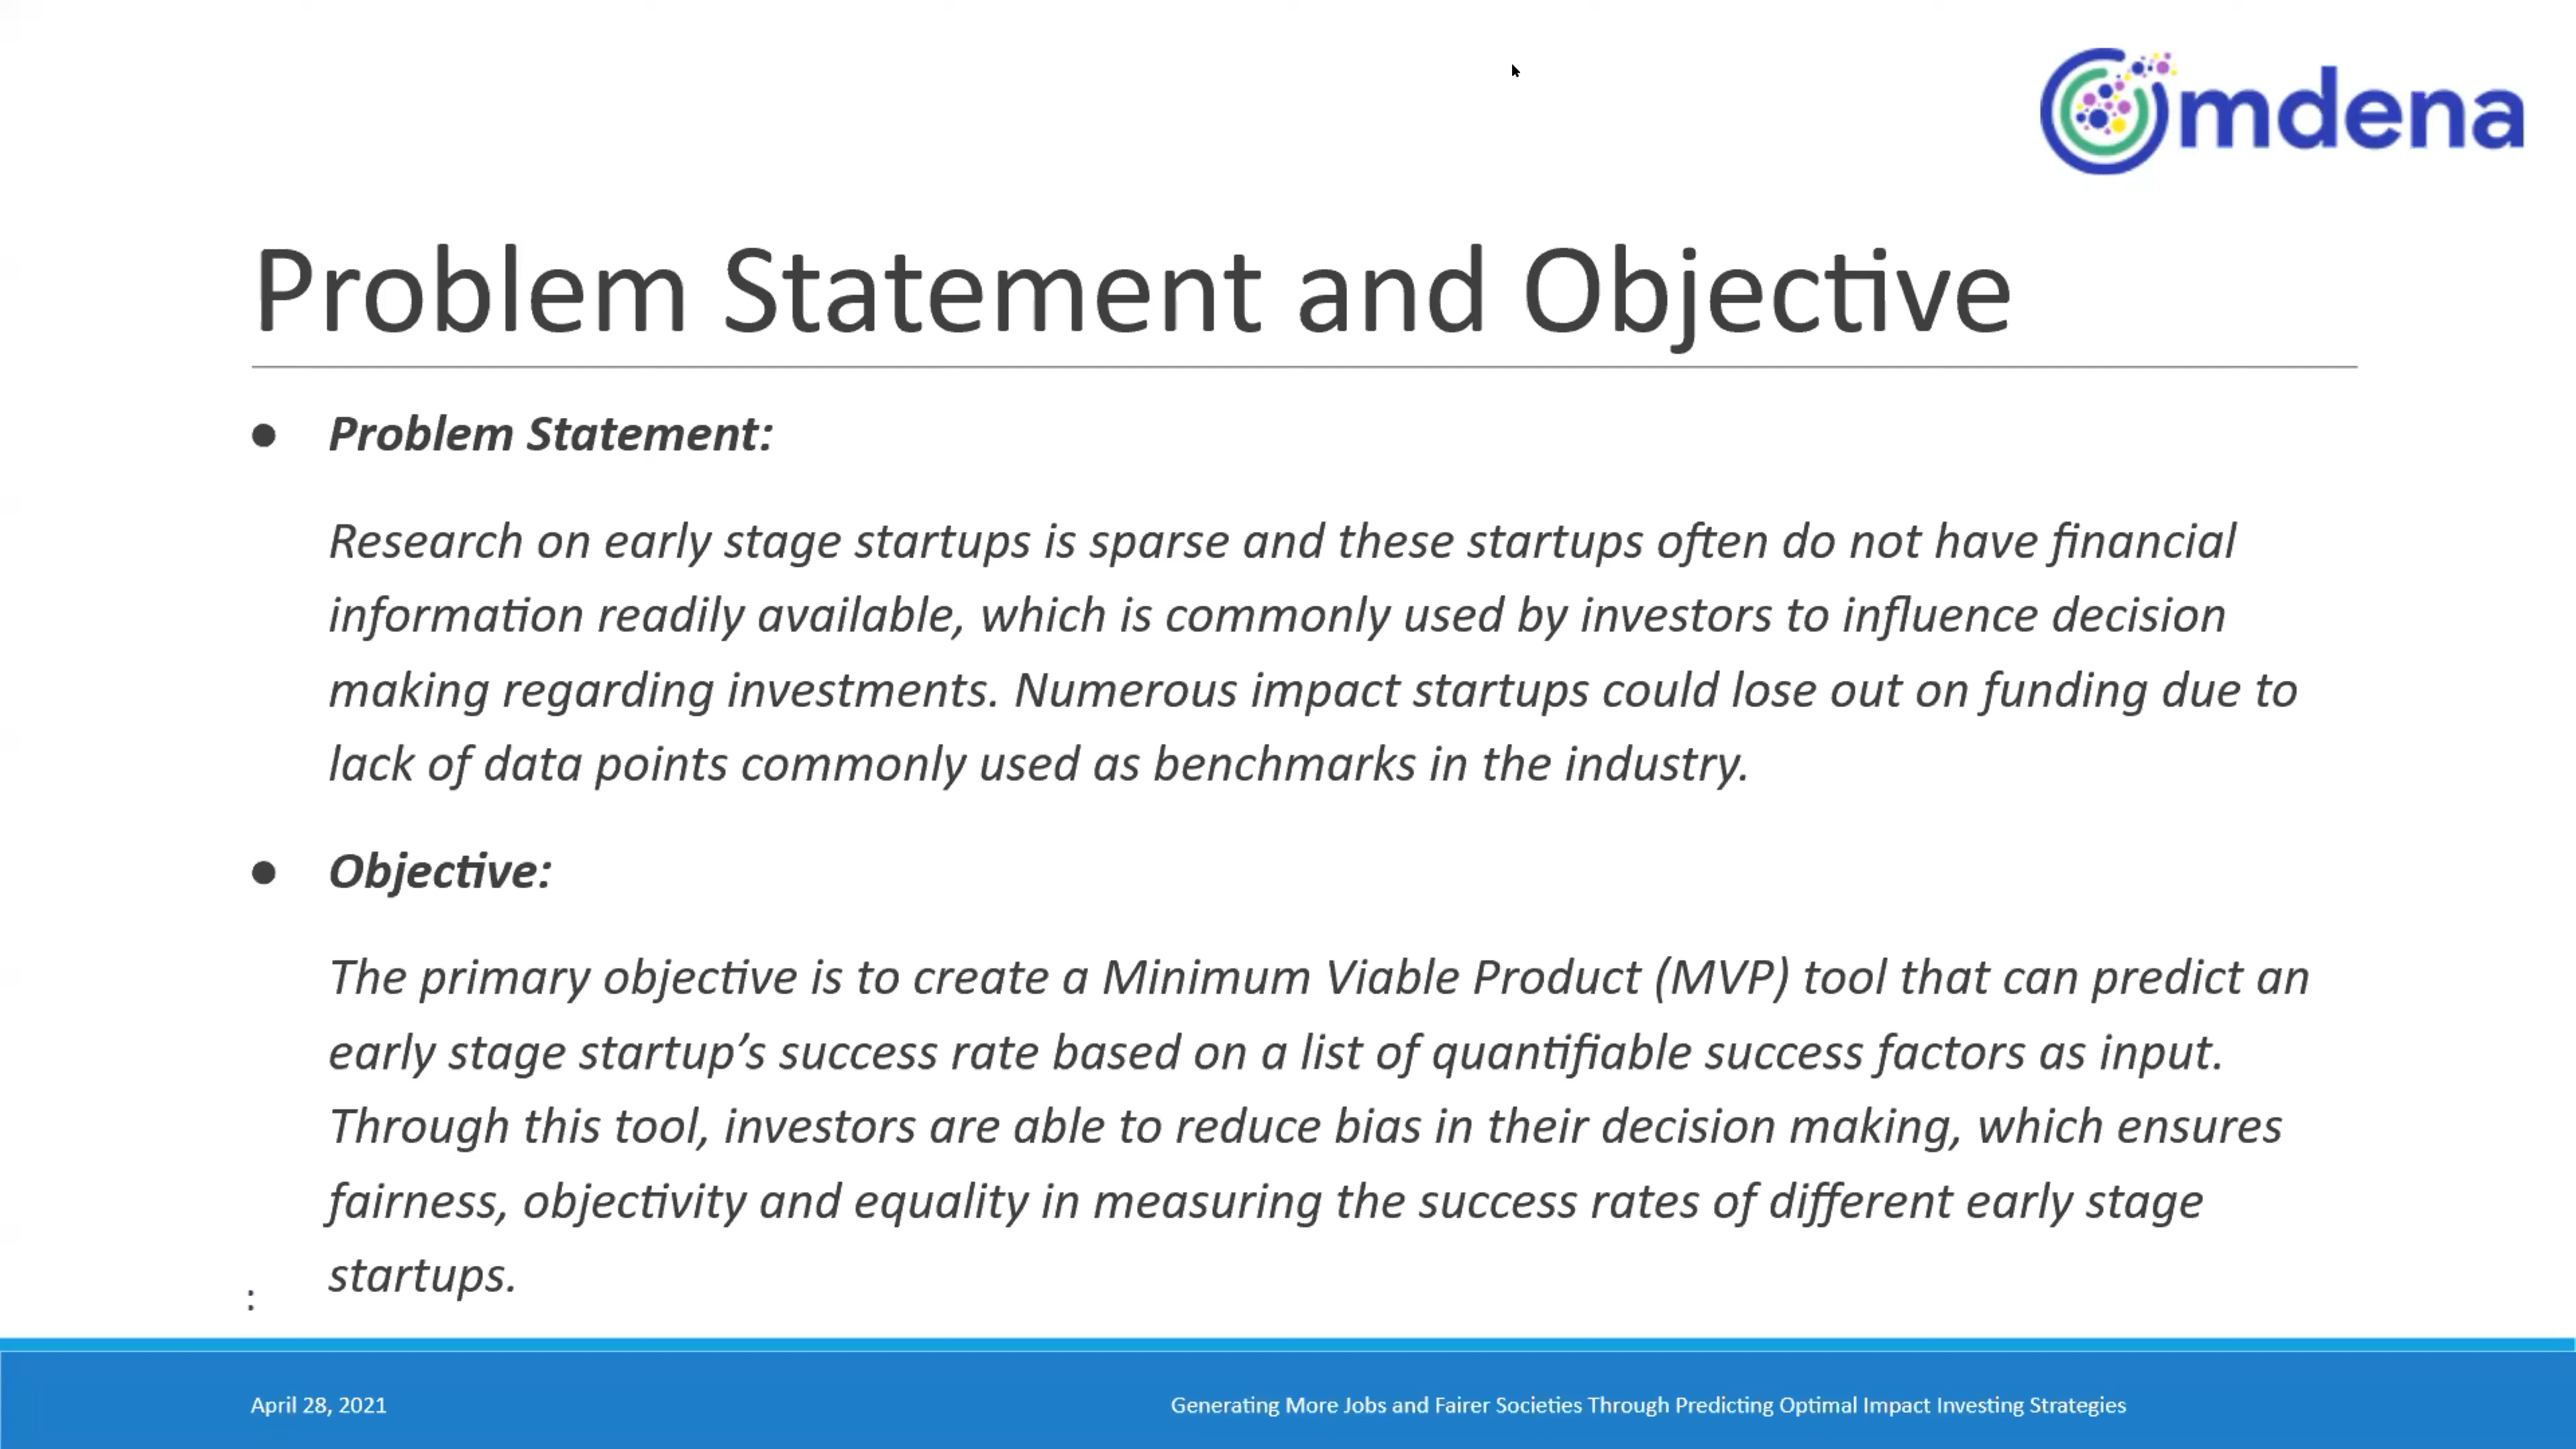 Omdena
Problem Statement and Objective
● Problem Statement:
Research on early stage startups is sparse and these startups often do not have financial
information readily available, which is commonly used by investors to influence decision
making regarding investments. Numerous impact startups could lose out on funding due to
lack of data points commonly used as benchmarks in the industry.
● Objective:
The primary objective is to create a Minimum Viable Product (MVP) tool that can predict an
early stage startup’s success rate based on a list of quantifiable success factors as input.
Through this tool, investors are able to reduce bias in their decision making, which ensures
fairness, objectivity and equality in measuring the success rates of different early stage
startups.
:
April 28, 2021
Generating More Jobs and Fairer Societies Through Predicting Optimal Impact Investing Strategies